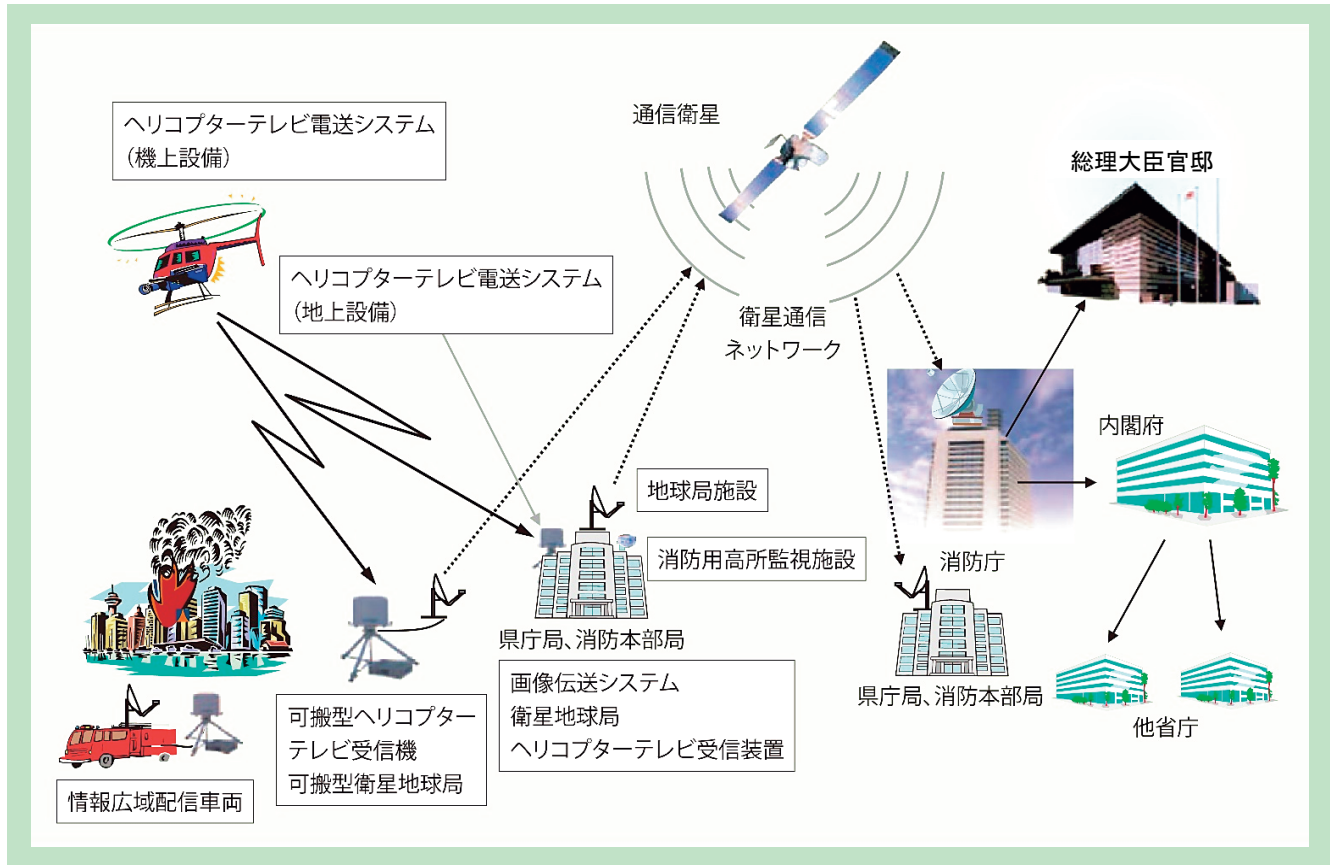 ヘリコプターテレビ電送システム
(機上設備)
通信衛星
総理大臣官邸
ヘリコプターテレビ電送システム
(地上設備)
衛星通信
ネットワーク
内閣府
地球局施設
消防用高所監視施設
消防庁
県庁局、消防本部局
画像伝送システム
衛星地球局
ヘリコプターテレビ受信装置
県庁局、消防本部局
他省庁
可搬型ヘリコプター
テレビ受信機
可搬型衛星地球局
情報広域配信車両